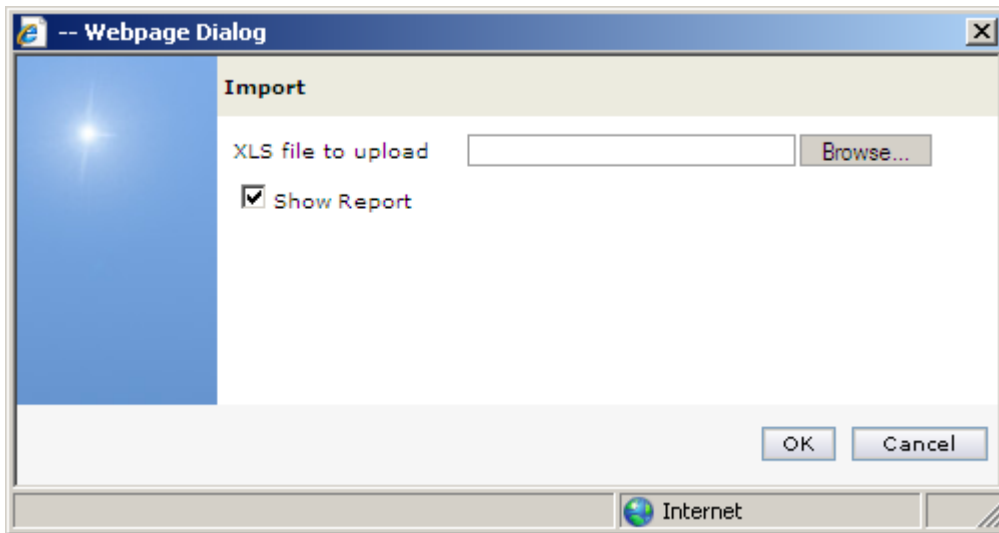 -- Webpage Dialog
Import
XLS file to upload Browse...
Show Report
OK Cancel
Internet